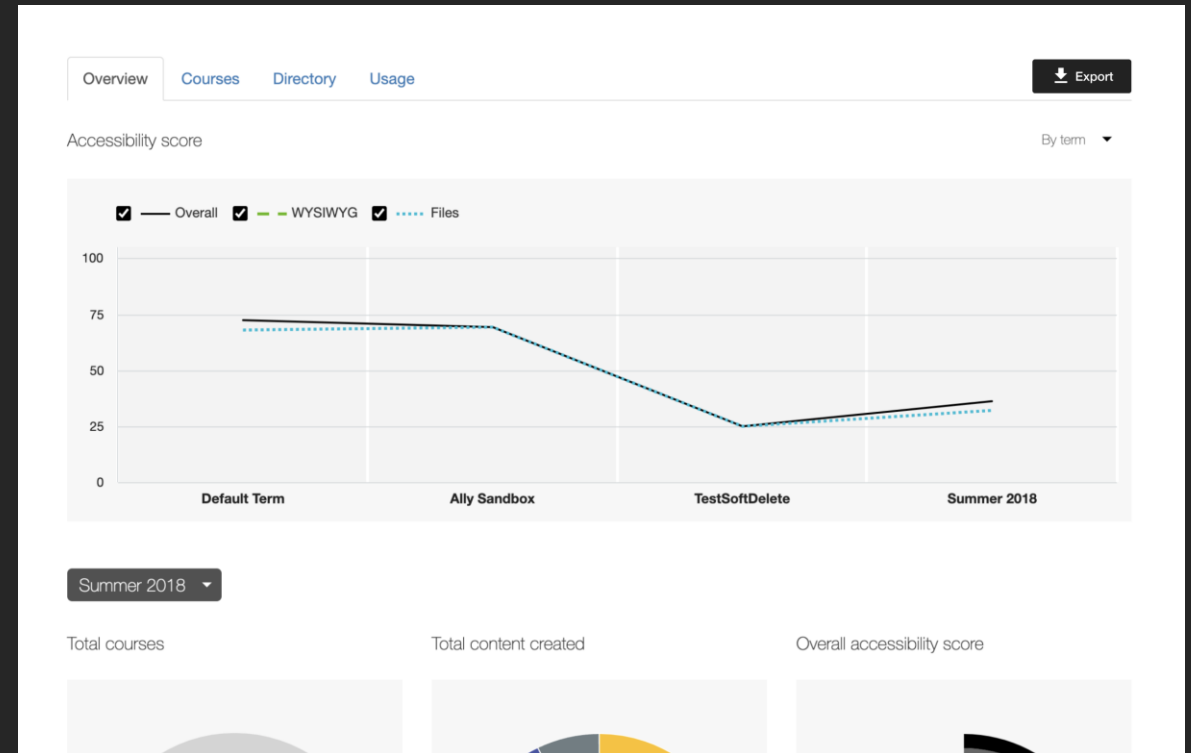 Overview Courses Directory Usage Export
Accessibility score By term
Overall WYSIWYG Files
100
75
50
25
0
Default Term Ally Sandbox TestSoftDelete Summer 2018
Summer 2018
Total courses Total content created Overall accessibility score